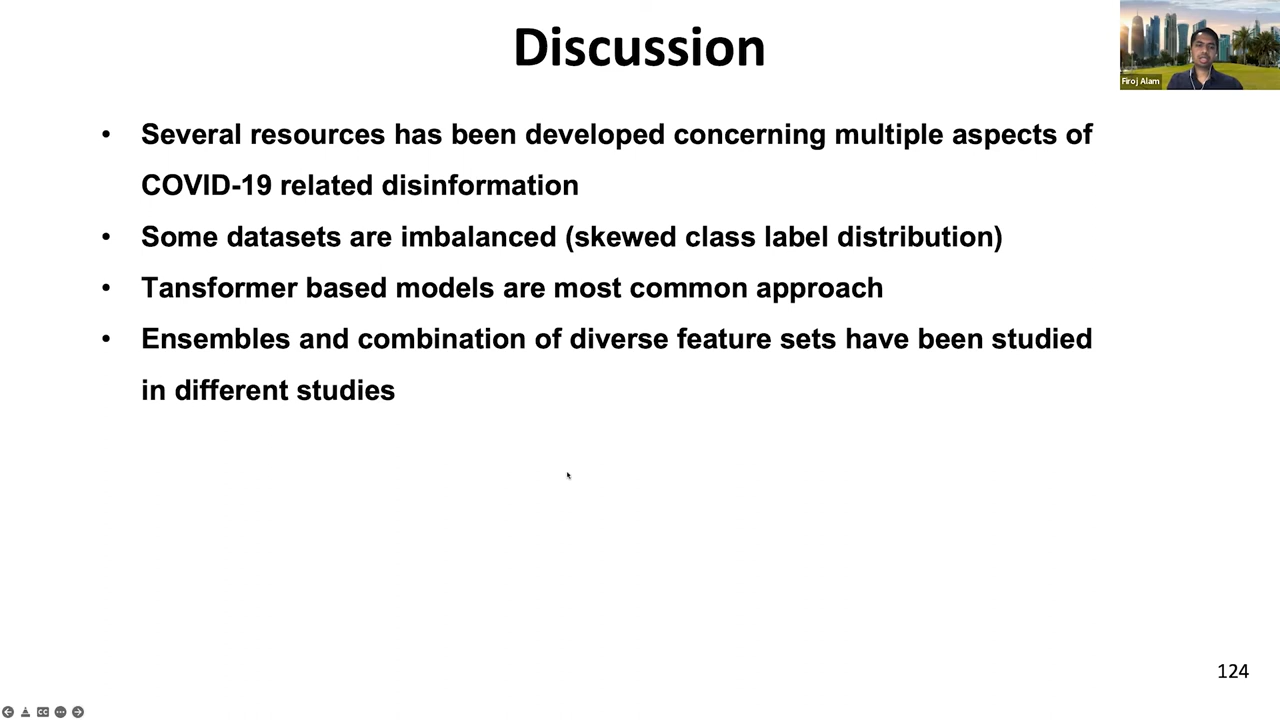 Discussion
Firoj Alam
• Several resources has been developed concerning multiple aspects of
COVID-19 related disinformation
• Some datasets are imbalanced (skewed class label distribution)
• Tansformer based models are most common approach
• Ensembles and combination of diverse feature sets have been studied
in different studies
124
CC